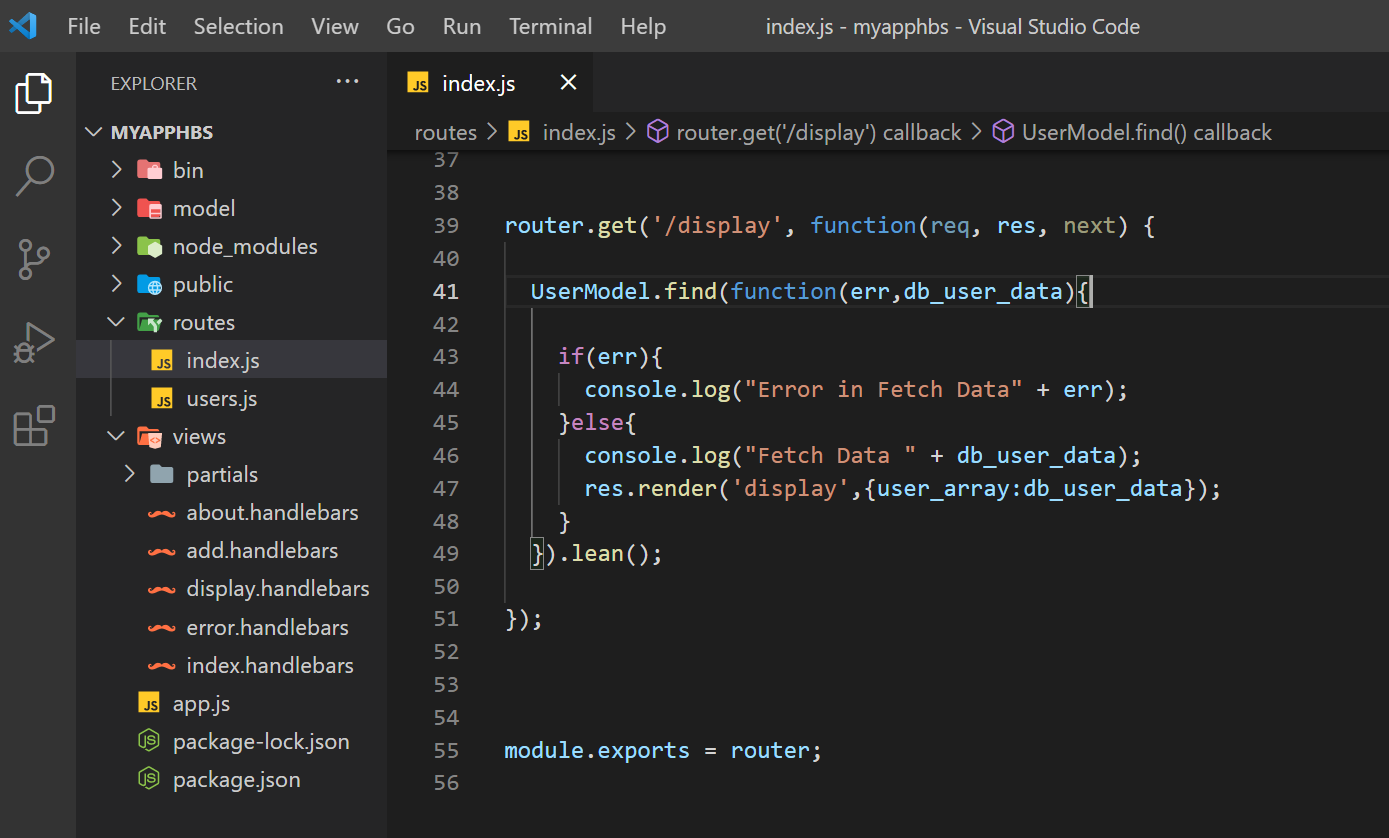 File Edit Selection View Go Run Terminal Help index.js - myapphbs - Visual Studio Code
EXPLORER ...
MYAPPHBS
bin
model
node_modules
public
routes
JS index.js
JS users.js
views
partials
about.handlebars
add.handlebars
display.handlebars
error.handlebars
index.handlebars
JS app.js
JS package-lock.json
JS package.json
JS index.js
routes > JS index.js > router.get('/display') callback > UserModel.find() callback
37
38
39 router.get('/display', function(req, res, next) {
40
41   UserModel.find(function(err,db_user_data){
42
43     if(err){
44       console.log("Error in Fetch Data" + err);
45     }else{
46       console.log("Fetch Data " + db_user_data);
47       res.render('display',{user_array:db_user_data});
48     }
49   }).lean();
50
51 });
52
53
54
55 module.exports = router;
56